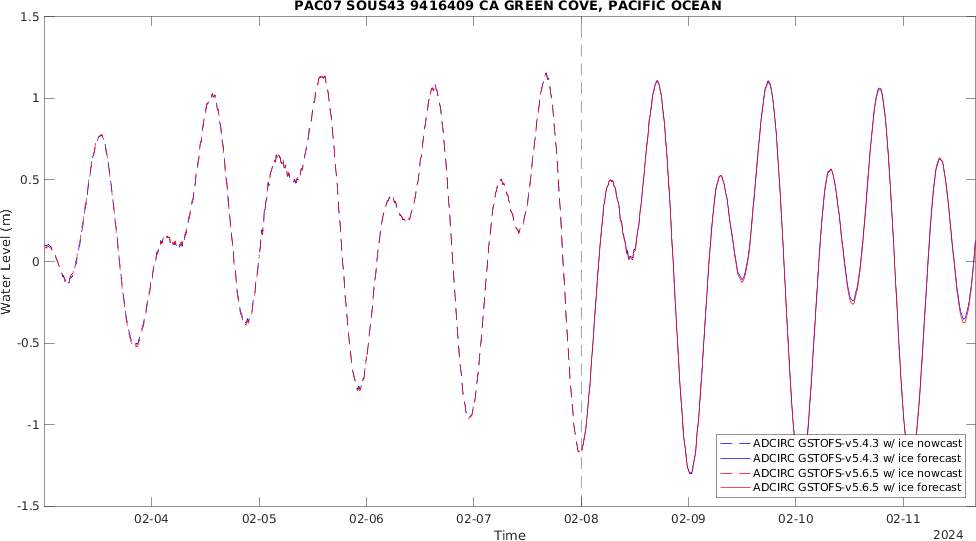 PAC07 SOUS43 9416409 CA GREEN COVE, PACIFIC OCEAN
1.5
1
0.5
0
-0.5
-1
-1.5
Water Level (m)
ADCIRC GSTOFS-v5.4.3 w/ ice nowcast
ADCIRC GSTOFS-v5.4.3 w/ ice forecast
ADCIRC GSTOFS-v5.6.5 w/ ice nowcast
ADCIRC GSTOFS-v5.6.5 w/ ice forecast
02-04 02-05 02-06 02-07 02-08 02-09 02-10 02-11
Time
2024